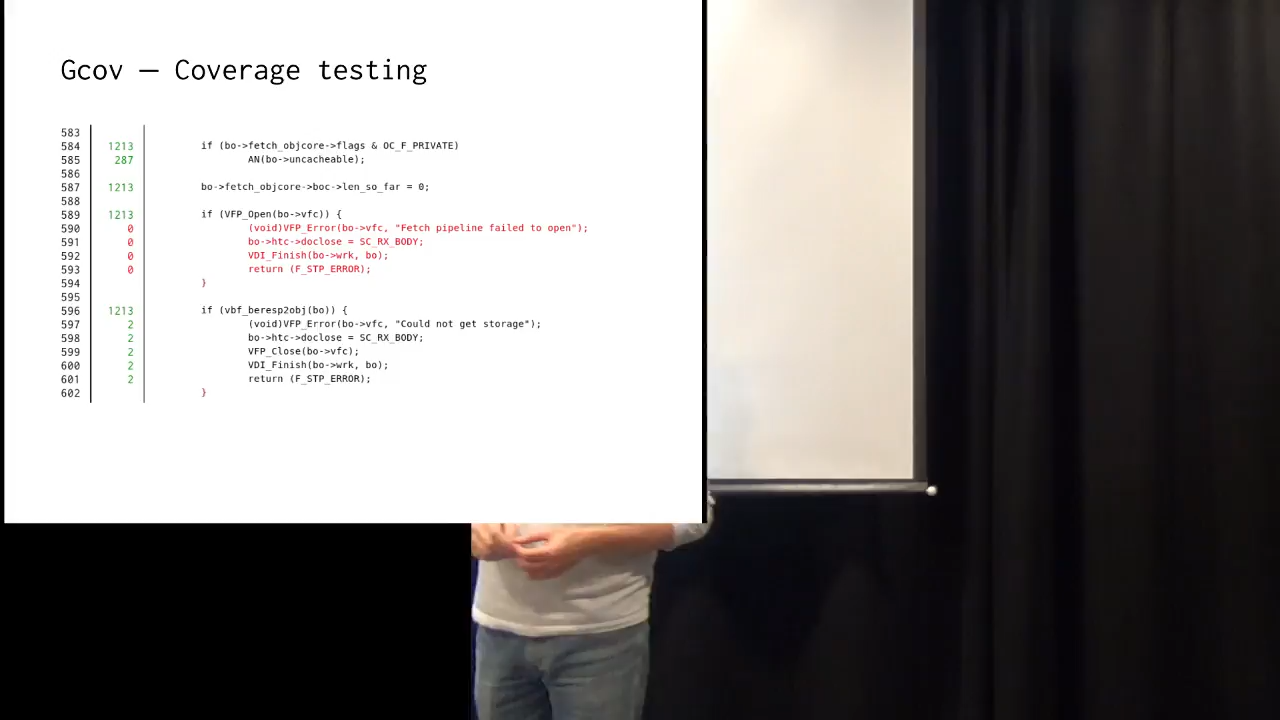 Gcov — Coverage testing
583
584 1213 if (bo->fetch_objcore->flags & OC_F_PRIVATE)
585 287 AN(bo->uncacheable);
586
587 1213 bo->fetch_objcore->boc->len_so_far = 0;
588
589 1213 if (VFP_Open(bo->vfc)) {
590 0 (void)VFP_Error(bo->vfc, "Fetch pipeline failed to open");
591 0 bo->htc->doclose = SC_RX_BODY;
592 0 VDI_Finish(bo->wrk, bo);
593 0 return (F_STP_ERROR);
594 }
595
596 1213 if (vbf_beresp2obj(bo)) {
597 2 (void)VFP_Error(bo->vfc, "Could not get storage");
598 2 bo->htc->doclose = SC_RX_BODY;
599 2 VFP_Close(bo->vfc);
600 2 VDI_Finish(bo->wrk, bo);
601 2 return (F_STP_ERROR);
602 }